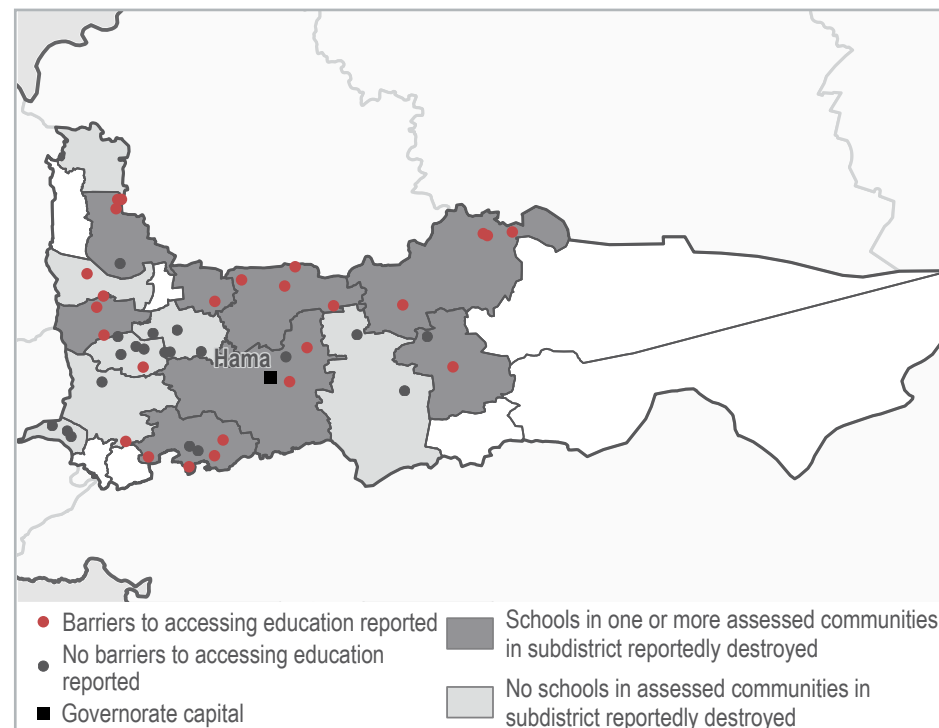 Hama
Barriers to accessing education reported
No barriers to accessing education
reported
Governorate capital
Schools in one or more assessed communities
in subdistrict reportedly destroyed
No schools in assessed communities in
subdistrict reportedly destroyed